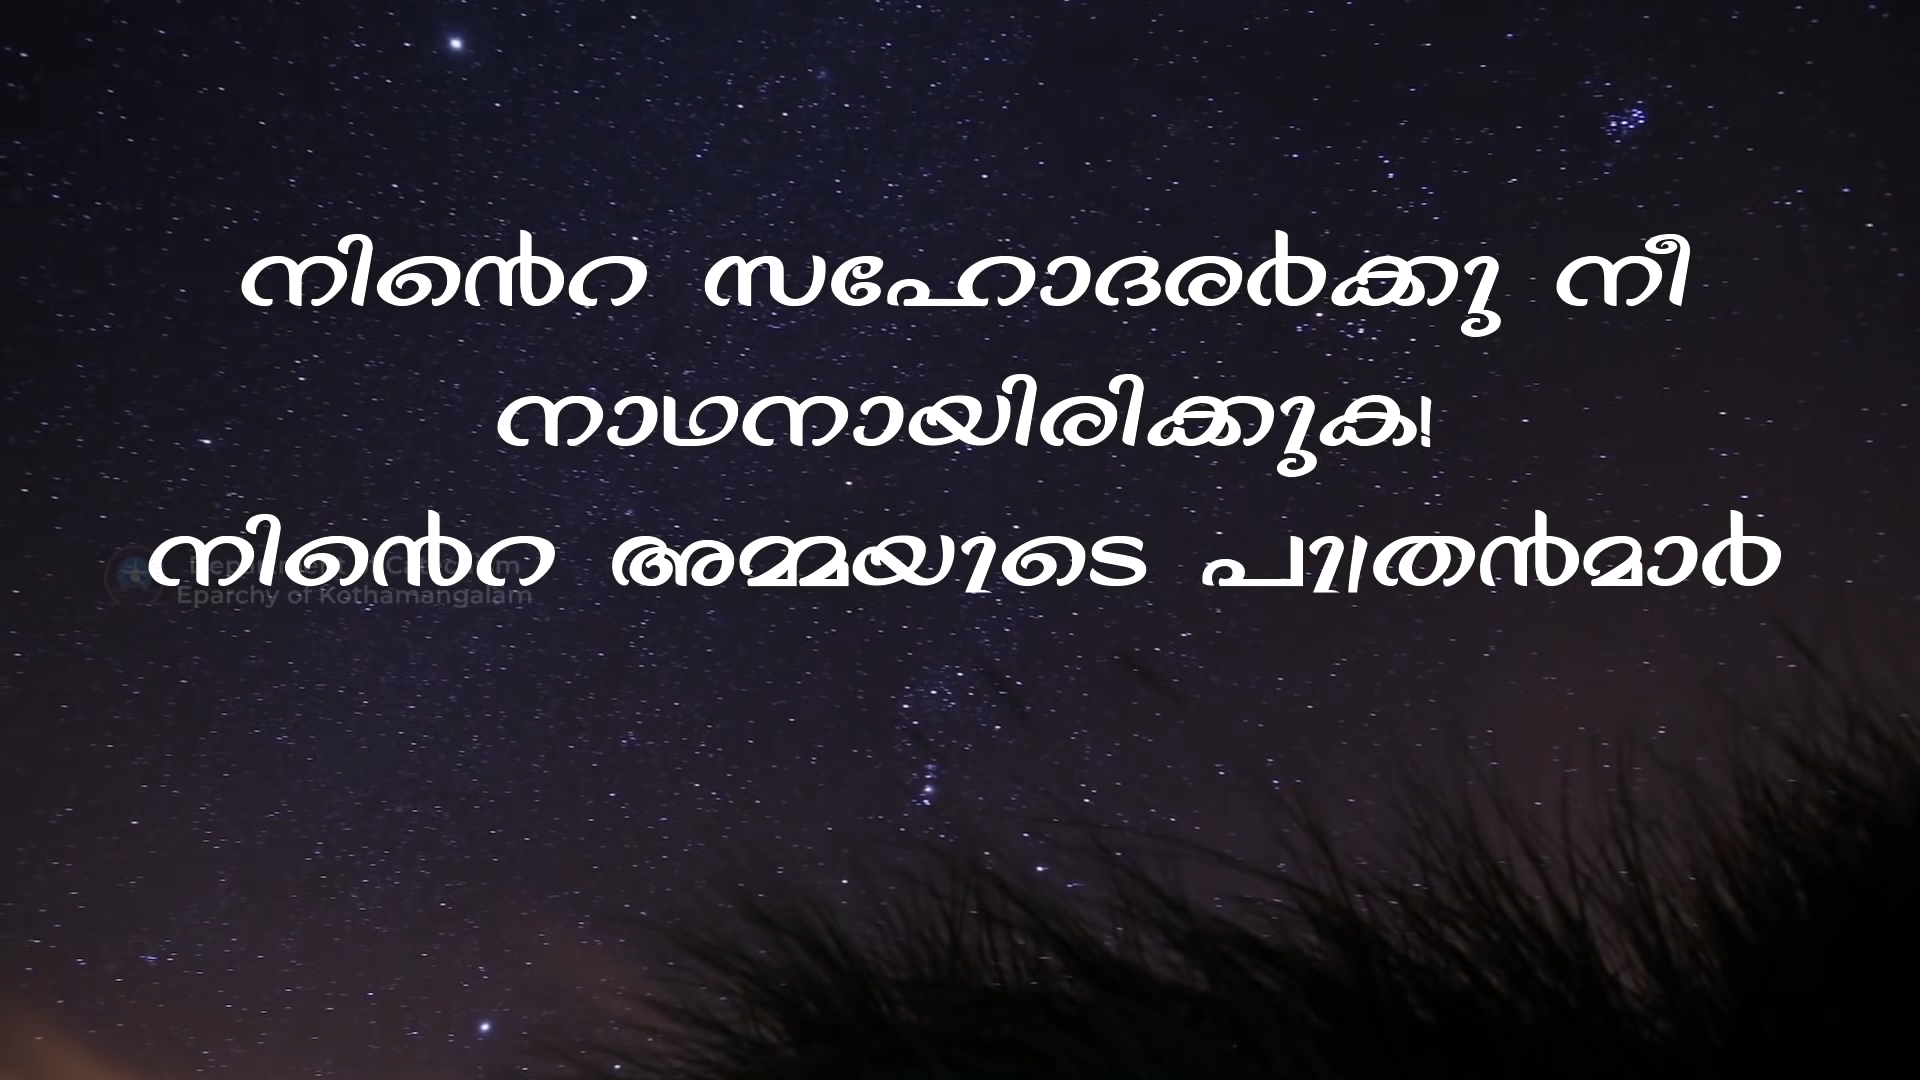 നിൻെറ സഹോദരർക്കു നീ
നാഥനായിരിക്കുക!
നിൻെറ അമ്മയുടെ പുത്രൻമാർ
Eparchy of Kothamangalam